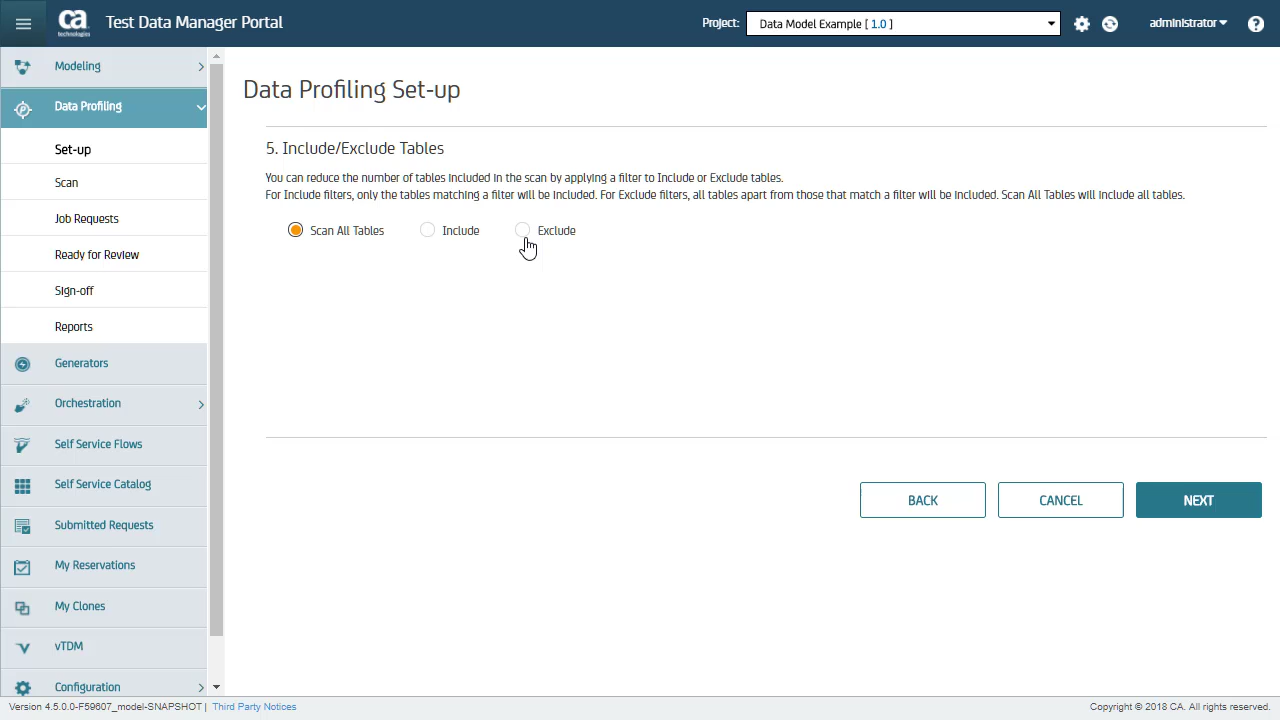 ca technologies
Test Data Manager Portal
Project:
Data Model Example [ 1.0 ]
administrator
?
Modeling
Data Profiling
Set-up
Scan
Job Requests
Ready for Review
Sign-off
Reports
Generators
Orchestration
Self Service Flows
Self Service Catalog
Submitted Requests
My Reservations
My Clones
vTDM
Configuration
Data Profiling Set-up
5. Include/Exclude Tables
You can reduce the number of tables included in the scan by applying a filter to Include or Exclude tables.
For Include filters, only the tables matching a filter will be included. For Exclude filters, all tables apart from those that match a filter will be included. Scan All Tables will include all tables.
Scan All Tables Include Exclude
BACK CANCEL NEXT
Version 4.5.0.0-F59607_model-SNAPSHOT | Third Party Notices
Copyright © 2018 CA. All rights reserved.